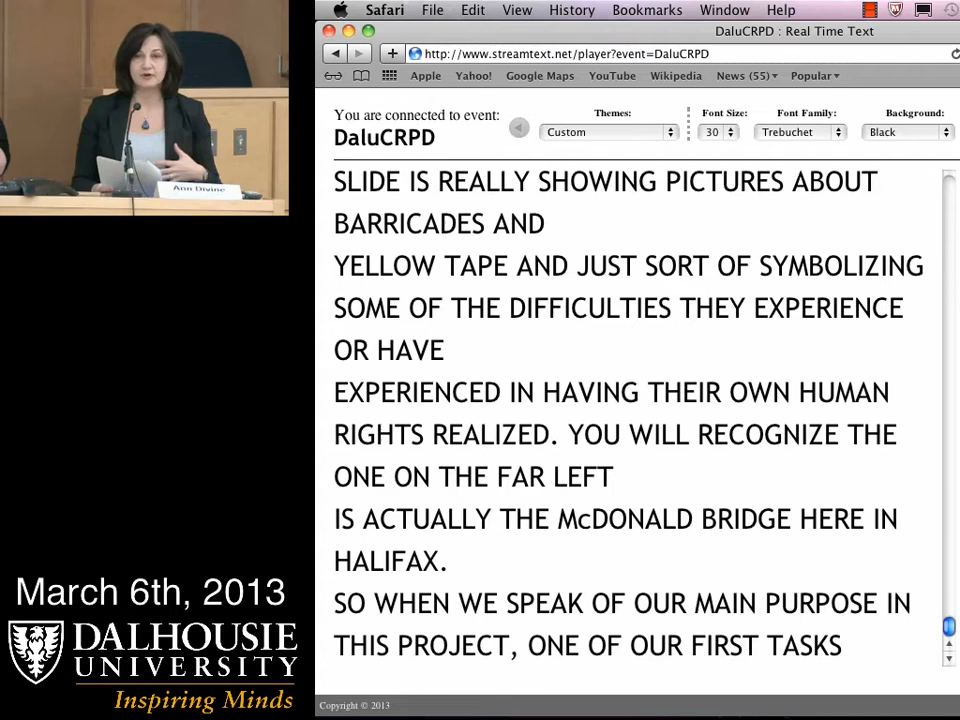 Safari File Edit View History Bookmarks Window Help
DaluCRPD : Real Time Text
http://www.streamtext.net/player?event=DaluCRPD
Apple Yahoo! Google Maps YouTube Wikipedia News (55) Popular
You are connected to event:
DaluCRPD
Themes: Font Size: Font Family: Background:
Custom 30 Trebuchet Black
SLIDE IS REALLY SHOWING PICTURES ABOUT
BARRICADES AND
YELLOW TAPE AND JUST SORT OF SYMBOLIZING
SOME OF THE DIFFICULTIES THEY EXPERIENCE
OR HAVE
EXPERIENCED IN HAVING THEIR OWN HUMAN
RIGHTS REALIZED. YOU WILL RECOGNIZE THE
ONE ON THE FAR LEFT
IS ACTUALLY THE McDONALD BRIDGE HERE IN
HALIFAX.
SO WHEN WE SPEAK OF OUR MAIN PURPOSE IN
THIS PROJECT, ONE OF OUR FIRST TASKS
Copyright © 2013
Ann Divine
March 6th, 2013
DALHOUSIE
UNIVERSITY
Inspiring Minds